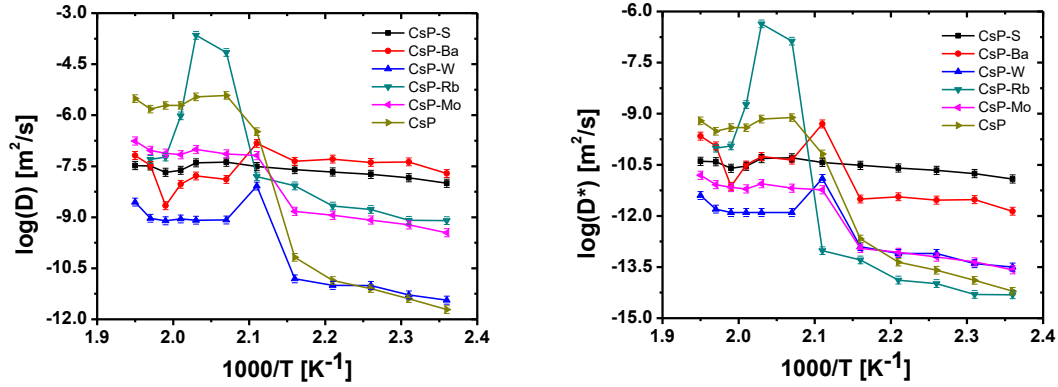 -3.0
-4.5
-6.0
-7.5
-9.0
-10.5
-12.0
log(D) [m²/s]
CsP-S
CsP-Ba
CsP-W
CsP-Rb
CsP-Mo
CsP
1.9 2.0 2.1 2.2 2.3 2.4
1000/T [K⁻¹]
-6.0
-7.5
-9.0
-10.5
-12.0
-13.5
-15.0
log(D*) [m²/s]
CsP-S
CsP-Ba
CsP-W
CsP-Rb
CsP-Mo
CsP
1.9 2.0 2.1 2.2 2.3 2.4
1000/T [K⁻¹]